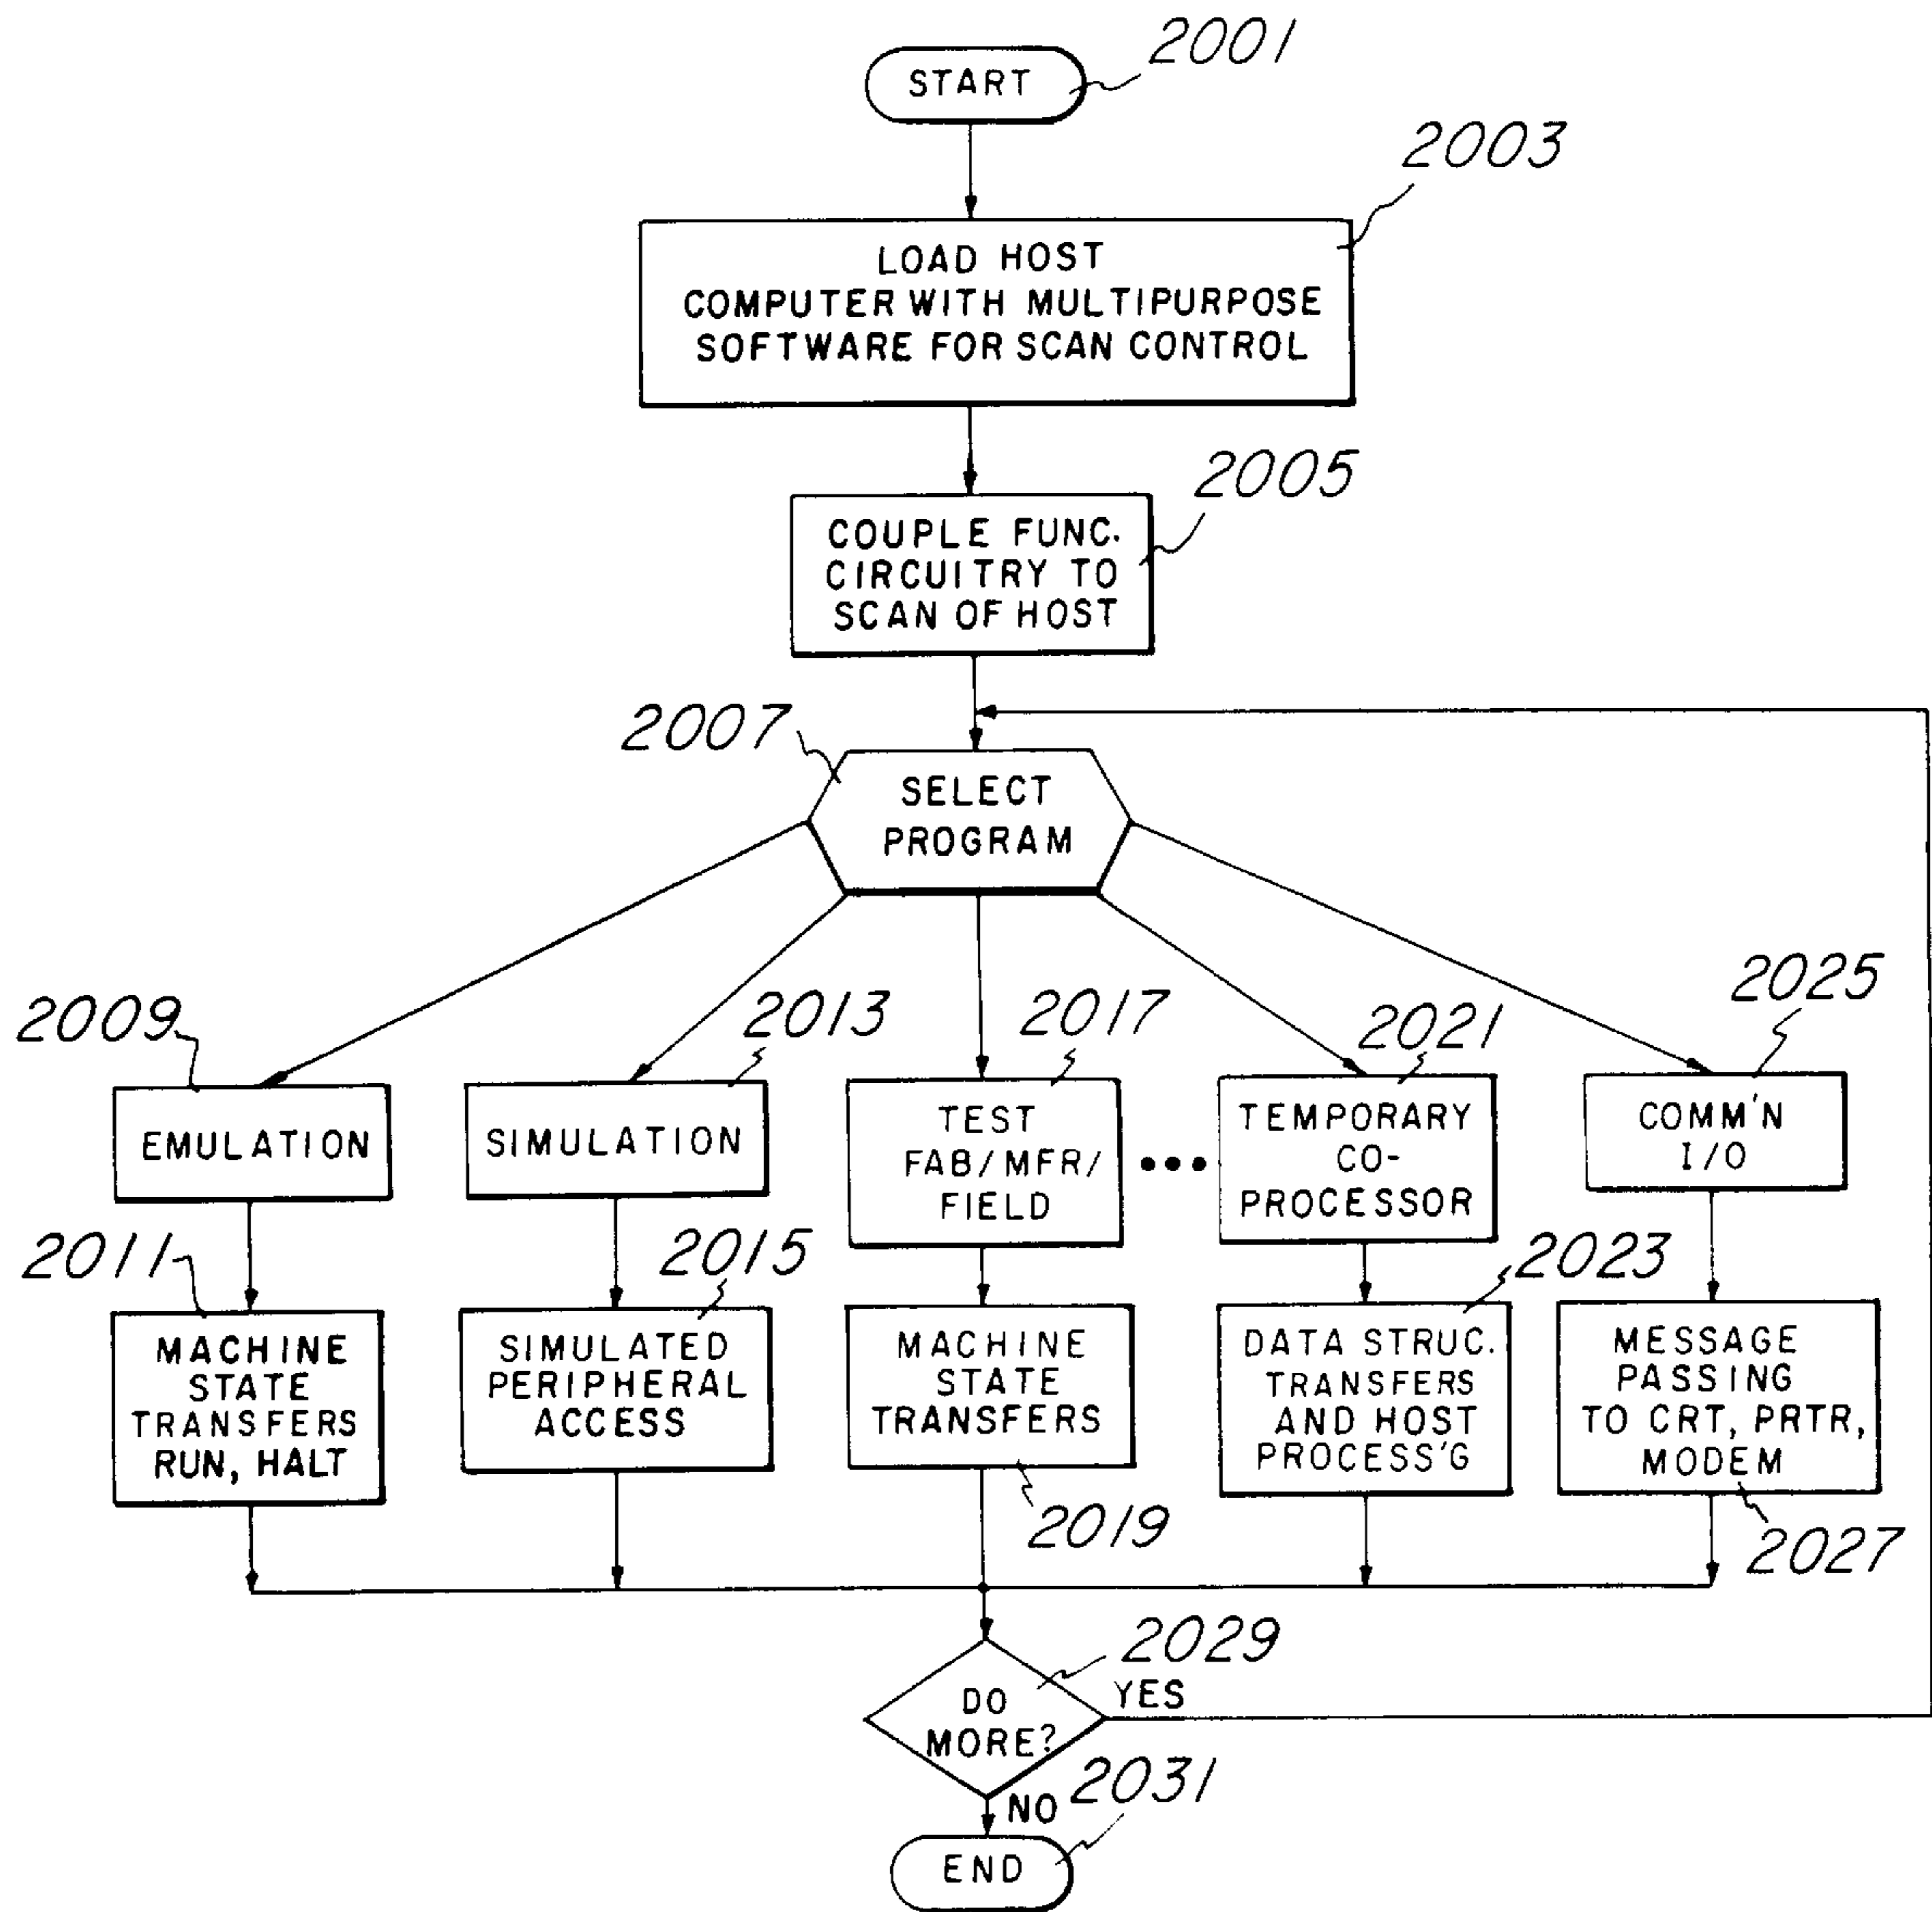 2001
START
2003
LOAD HOST
COMPUTER WITH MULTIPURPOSE
SOFTWARE FOR SCAN CONTROL
2005
COUPLE FUNC.
CIRCUITRY TO
SCAN OF HOST
2007
SELECT
PROGRAM
2009
EMULATION
2013
SIMULATION
2017
TEST
FAB/MFR/
FIELD
•••
2021
TEMPORARY
CO-
PROCESSOR
2025
COMM'N
I/O
2011
MACHINE
STATE
TRANSFERS
RUN, HALT
2015
SIMULATED
PERIPHERAL
ACCESS
MACHINE
STATE
TRANSFERS
2019
2023
DATA STRUC.
TRANSFERS
AND HOST
PROCESS'G
MESSAGE
PASSING
TO CRT, PRTR,
MODEM
2027
2029
DO
MORE?
YES
NO
2031
END